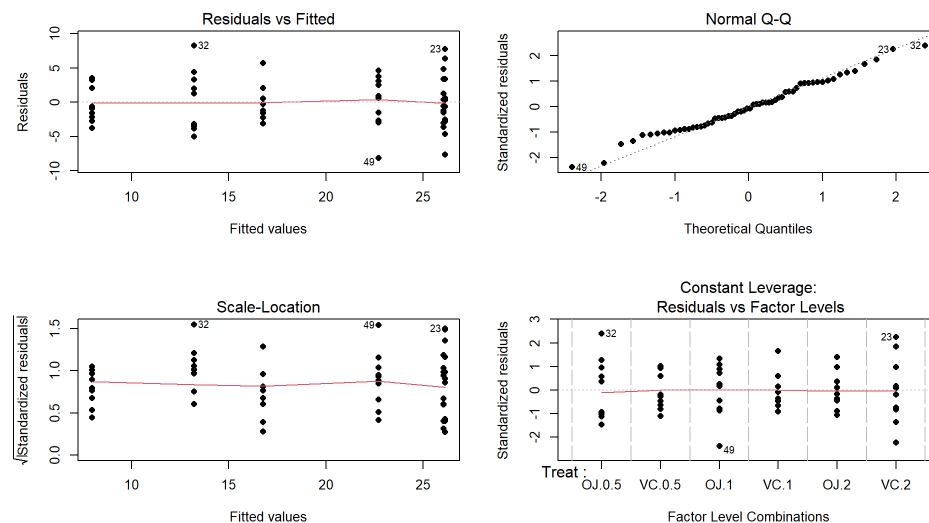 Residuals vs Fitted
Residuals
10
5
0
-5
-10
32
23
49
10
15
20
25
Fitted values
Normal Q-Q
Standardized residuals
2
1
0
-1
-2
49
23
32
-2
-1
0
1
2
Theoretical Quantiles
Scale-Location
√|Standardized residuals|
1.5
1.0
0.5
0.0
32
49
23
10
15
20
25
Fitted values
Constant Leverage:
Residuals vs Factor Levels
Standardized residuals
3
2
1
0
-1
-2
32
49
23
Treat :
OJ.0.5
VC.0.5
OJ.1
VC.1
OJ.2
VC.2
Factor Level Combinations